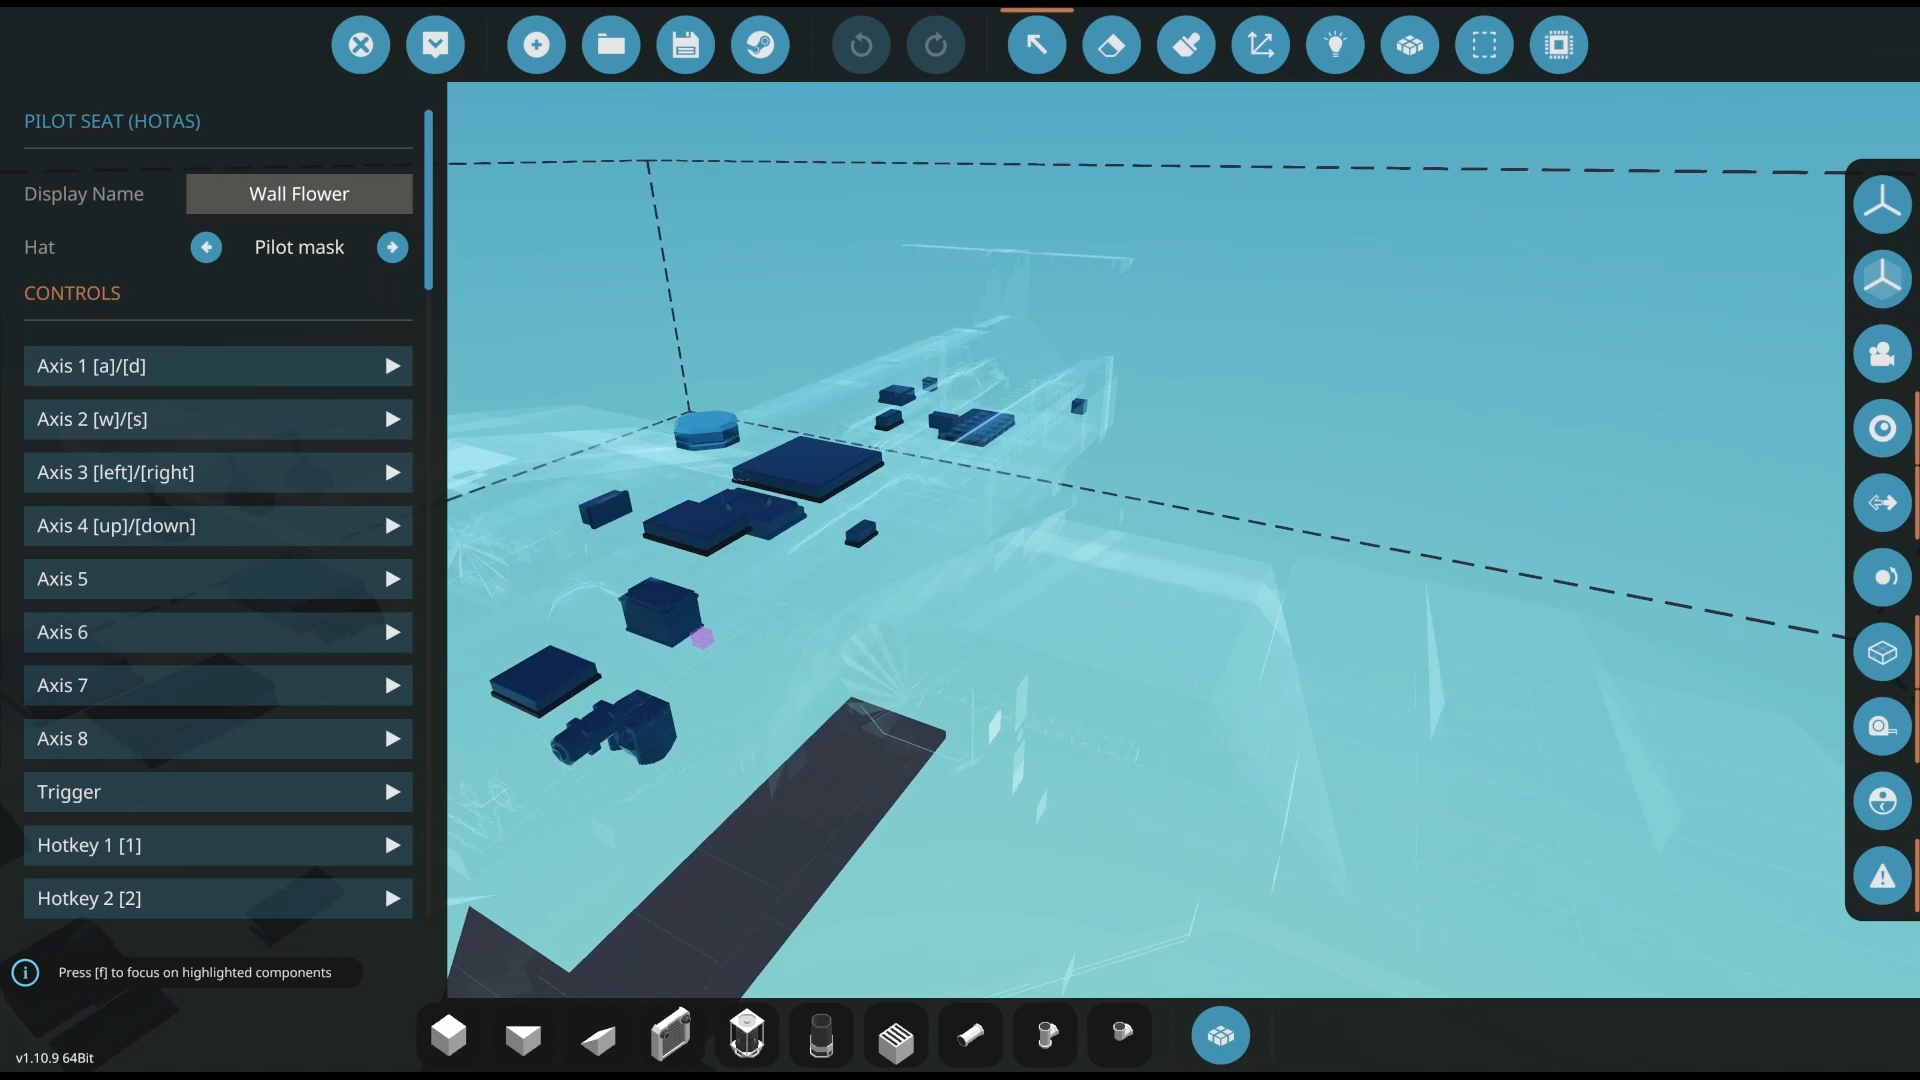 PILOT SEAT (HOTAS)
Display Name
Wall Flower
Hat
Pilot mask
CONTROLS
Axis 1 [a]/[d]
Axis 2 [w]/[s]
Axis 3 [left]/[right]
Axis 4 [up]/[down]
Axis 5
Axis 6
Axis 7
Axis 8
Trigger
Hotkey 1 [1]
Hotkey 2 [2]
Press [f] to focus on highlighted components
v1.10.9 64Bit